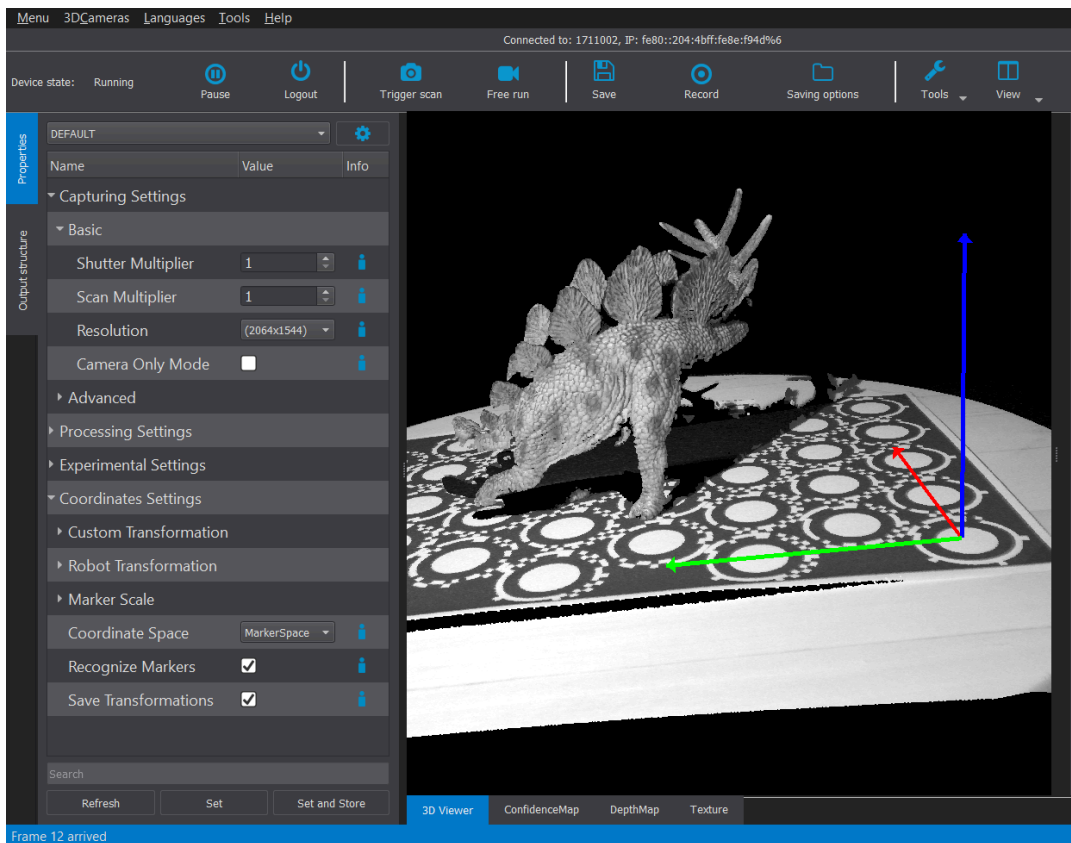 Menu 3DCameras Languages Tools Help
Connected to: 1711002, IP: fe80::204:4bff:fe8e:f94d%6
Device state: Running Pause Logout Trigger scan Free run Save Record Saving options Tools View
Properties
Output structure
DEFAULT
Name Value Info
Capturing Settings
Basic
Shutter Multiplier 1
Scan Multiplier 1
Resolution (2064x1544)
Camera Only Mode
Advanced
Processing Settings
Experimental Settings
Coordinates Settings
Custom Transformation
Robot Transformation
Marker Scale
Coordinate Space MarkerSpace
Recognize Markers
Save Transformations
Search
Refresh Set Set and Store
3D Viewer ConfidenceMap DepthMap Texture
Frame 12 arrived